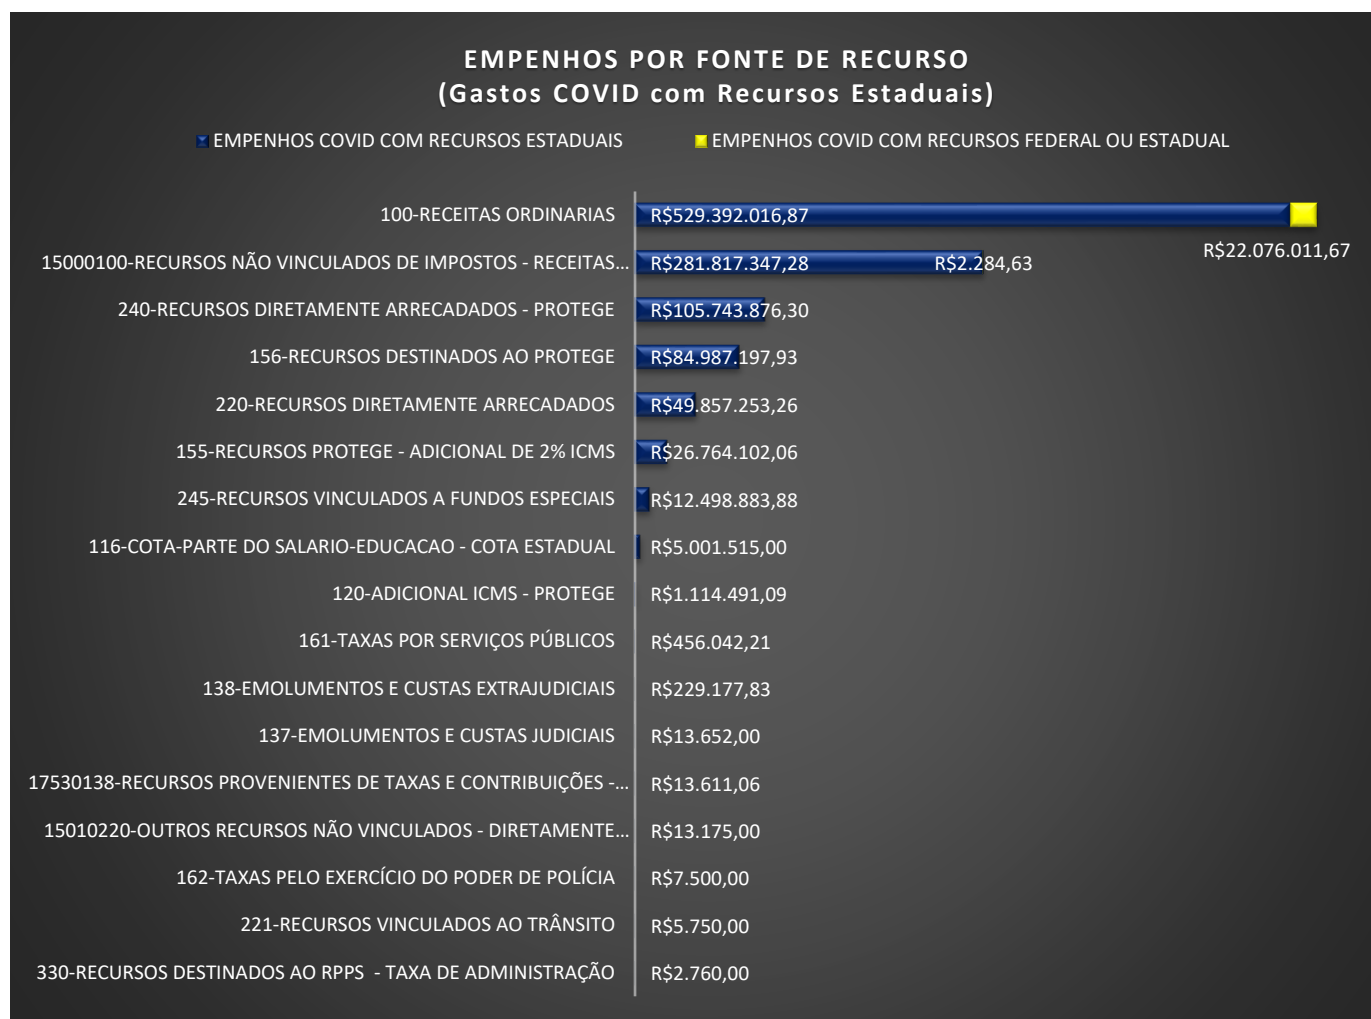 EMPENHOS POR FONTE DE RECURSO
(Gastos COVID com Recursos Estaduais)
EMPENHOS COVID COM RECURSOS ESTADUAIS
EMPENHOS COVID COM RECURSOS FEDERAL OU ESTADUAL
100-RECEITAS ORDINARIAS R$529.392.016,87
R$22.076.011,67
15000100-RECURSOS NÃO VINCULADOS DE IMPOSTOS - RECEITAS... R$281.817.347,28 R$2.284,63
240-RECURSOS DIRETAMENTE ARRECADADOS - PROTEGE R$105.743.876,30
156-RECURSOS DESTINADOS AO PROTEGE R$84.987.197,93
220-RECURSOS DIRETAMENTE ARRECADADOS R$49.857.253,26
155-RECURSOS PROTEGE - ADICIONAL DE 2% ICMS R$26.764.102,06
245-RECURSOS VINCULADOS A FUNDOS ESPECIAIS R$12.498.883,88
116-COTA-PARTE DO SALARIO-EDUCACAO - COTA ESTADUAL R$5.001.515,00
120-ADICIONAL ICMS - PROTEGE R$1.114.491,09
161-TAXAS POR SERVIÇOS PÚBLICOS R$456.042,21
138-EMOLUMENTOS E CUSTAS EXTRAJUDICIAIS R$229.177,83
137-EMOLUMENTOS E CUSTAS JUDICIAIS R$13.652,00
17530138-RECURSOS PROVENIENTES DE TAXAS E CONTRIBUIÇÕES -... R$13.611,06
15010220-OUTROS RECURSOS NÃO VINCULADOS - DIRETAMENTE... R$13.175,00
162-TAXAS PELO EXERCÍCIO DO PODER DE POLÍCIA R$7.500,00
221-RECURSOS VINCULADOS AO TRÂNSITO R$5.750,00
330-RECURSOS DESTINADOS AO RPPS - TAXA DE ADMINISTRAÇÃO R$2.760,00